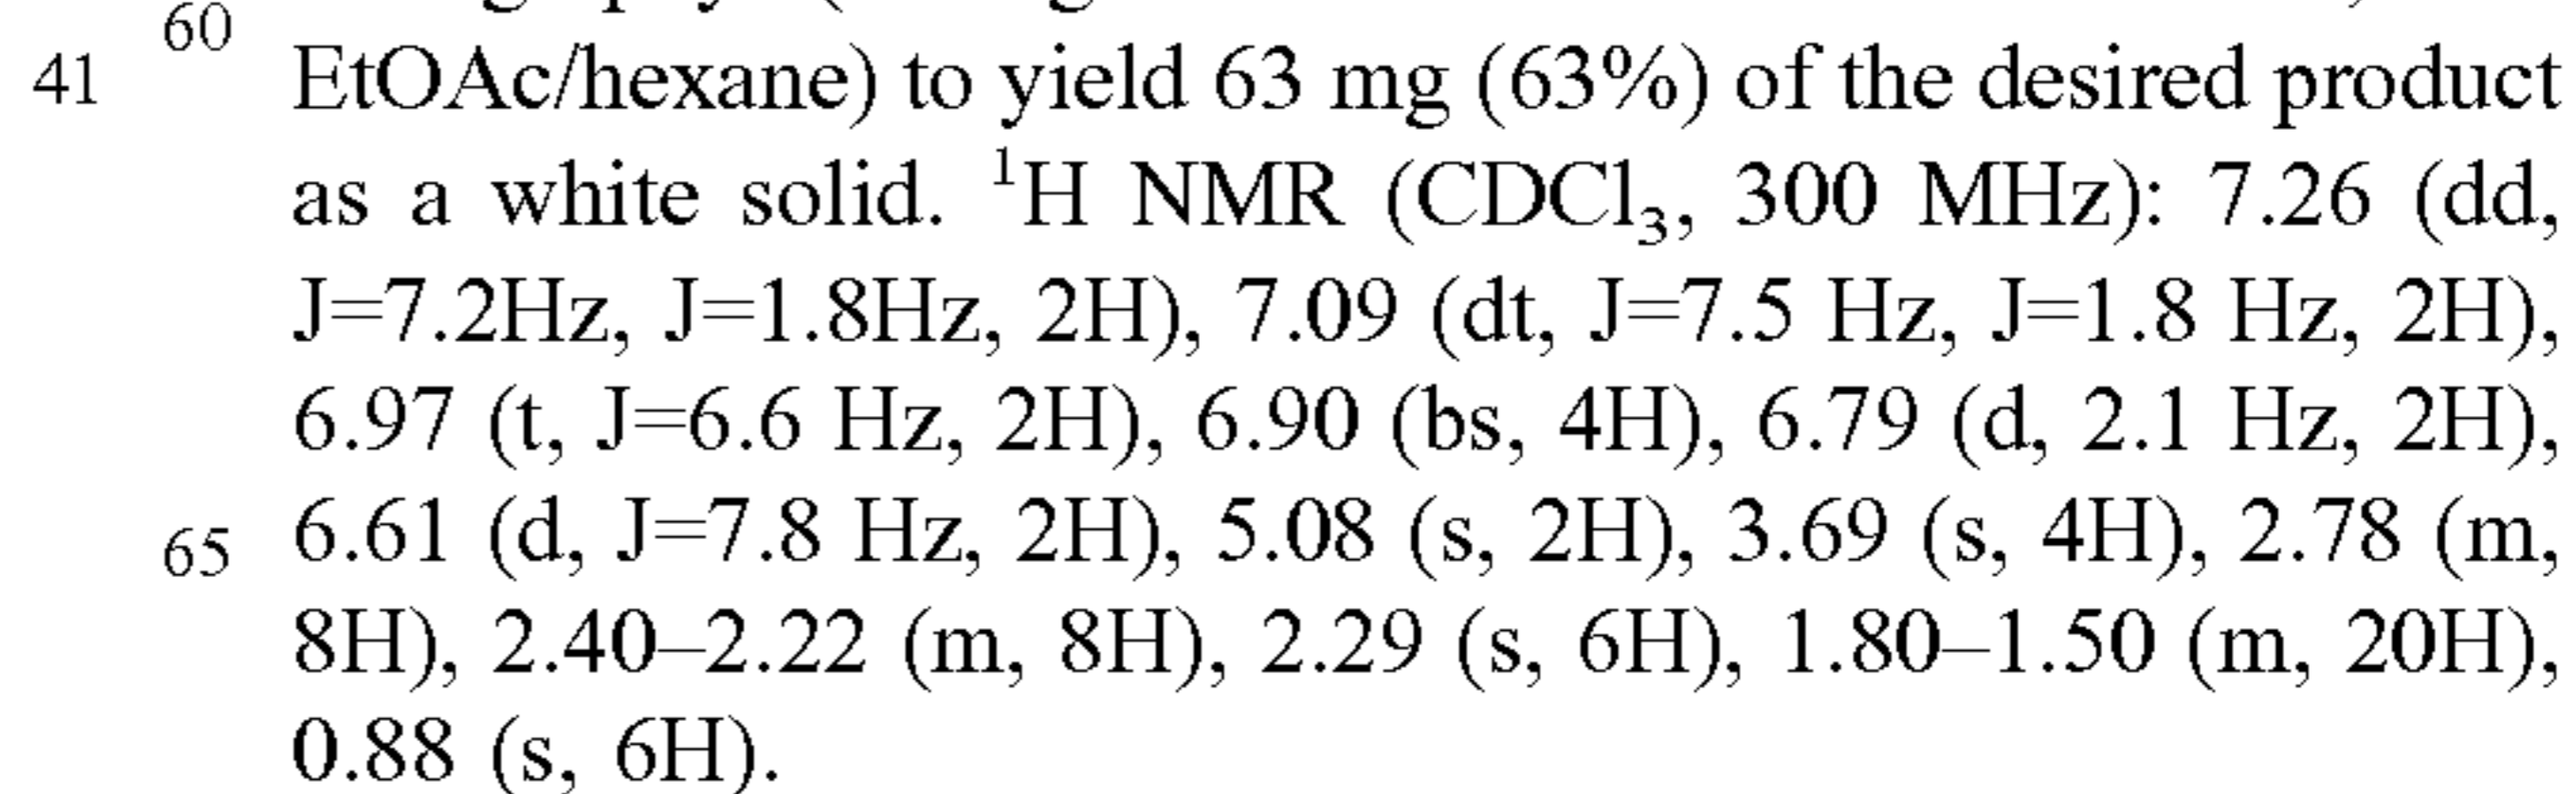 60
41 EtOAc/hexane) to yield 63 mg (63%) of the desired product
as a white solid. ¹H NMR (CDCl₃, 300 MHz): 7.26 (dd,
J=7.2Hz, J=1.8Hz, 2H), 7.09 (dt, J=7.5 Hz, J=1.8 Hz, 2H),
6.97 (t, J=6.6 Hz, 2H), 6.90 (bs, 4H), 6.79 (d, 2.1 Hz, 2H),
65 6.61 (d, J=7.8 Hz, 2H), 5.08 (s, 2H), 3.69 (s, 4H), 2.78 (m,
8H), 2.40–2.22 (m, 8H), 2.29 (s, 6H), 1.80–1.50 (m, 20H),
0.88 (s, 6H).